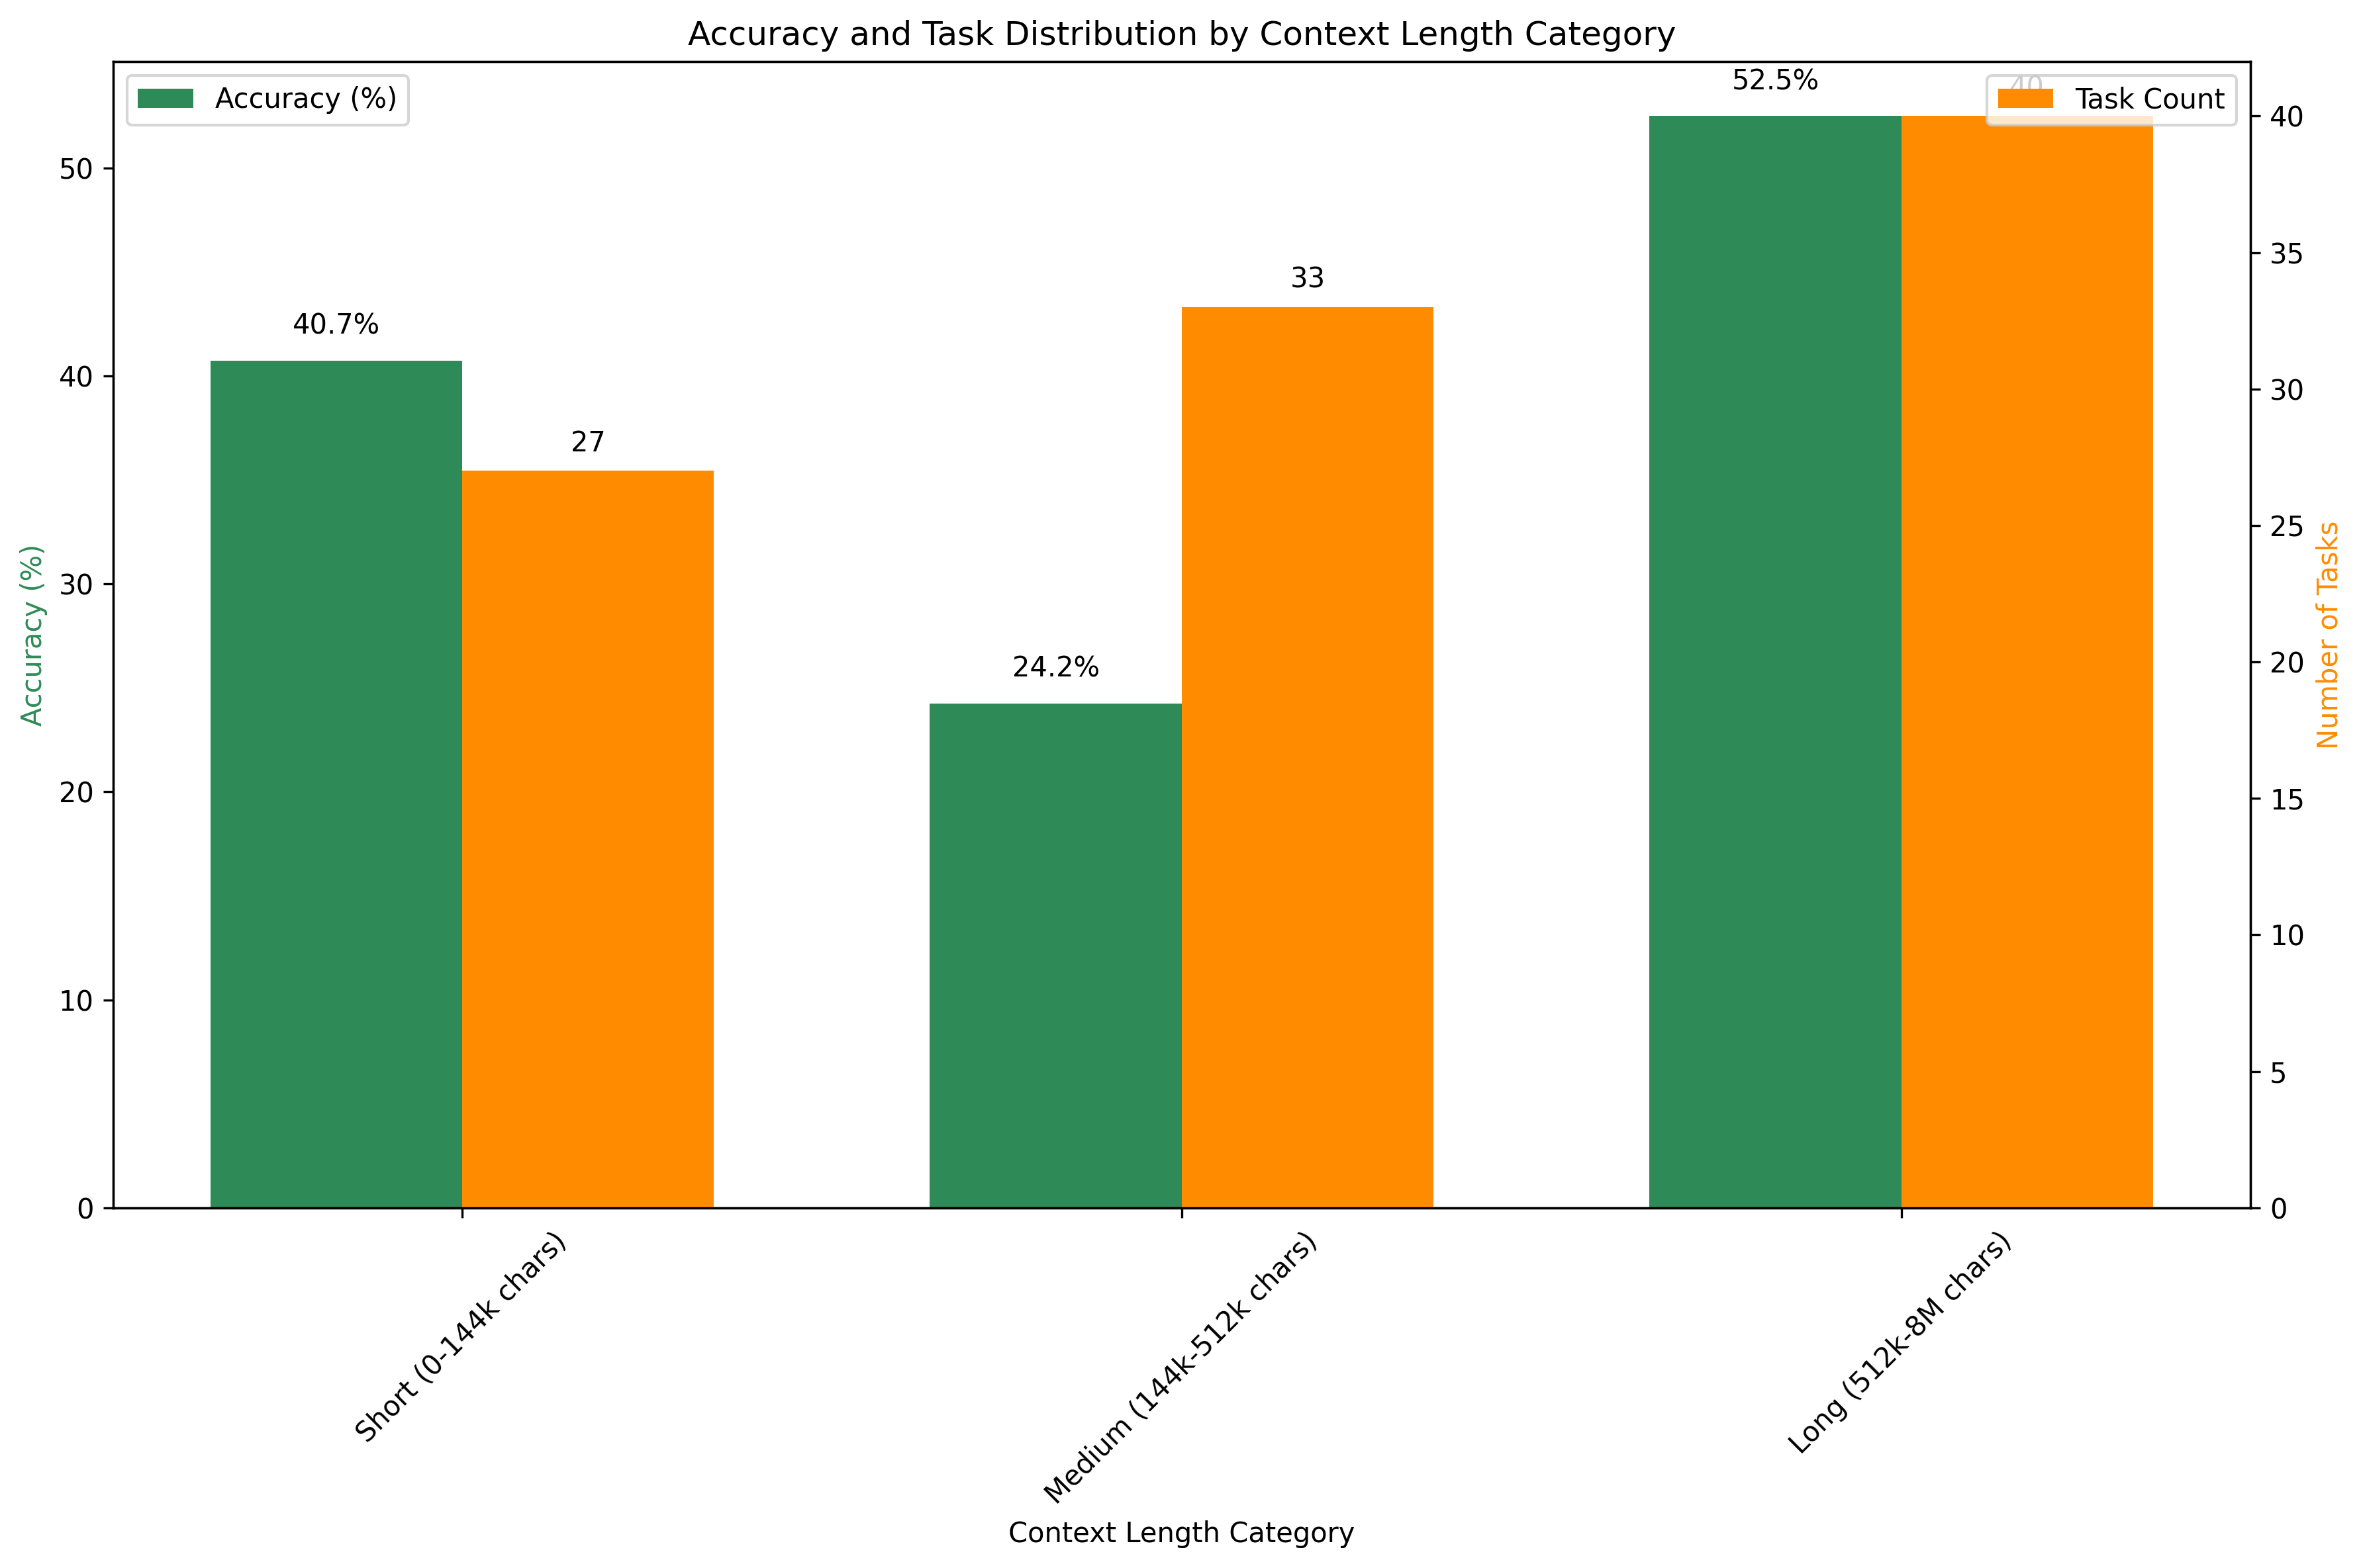 Accuracy and Task Distribution by Context Length Category
Accuracy (%)
Task Count
52.5%
40
40.7%
27
24.2%
33
50
40
30
20
10
0
40
35
30
25
20
15
10
5
0
Accuracy (%)
Number of Tasks
Short (0-144k chars)
Medium (144k-512k chars)
Long (512k-8M chars)
Context Length Category